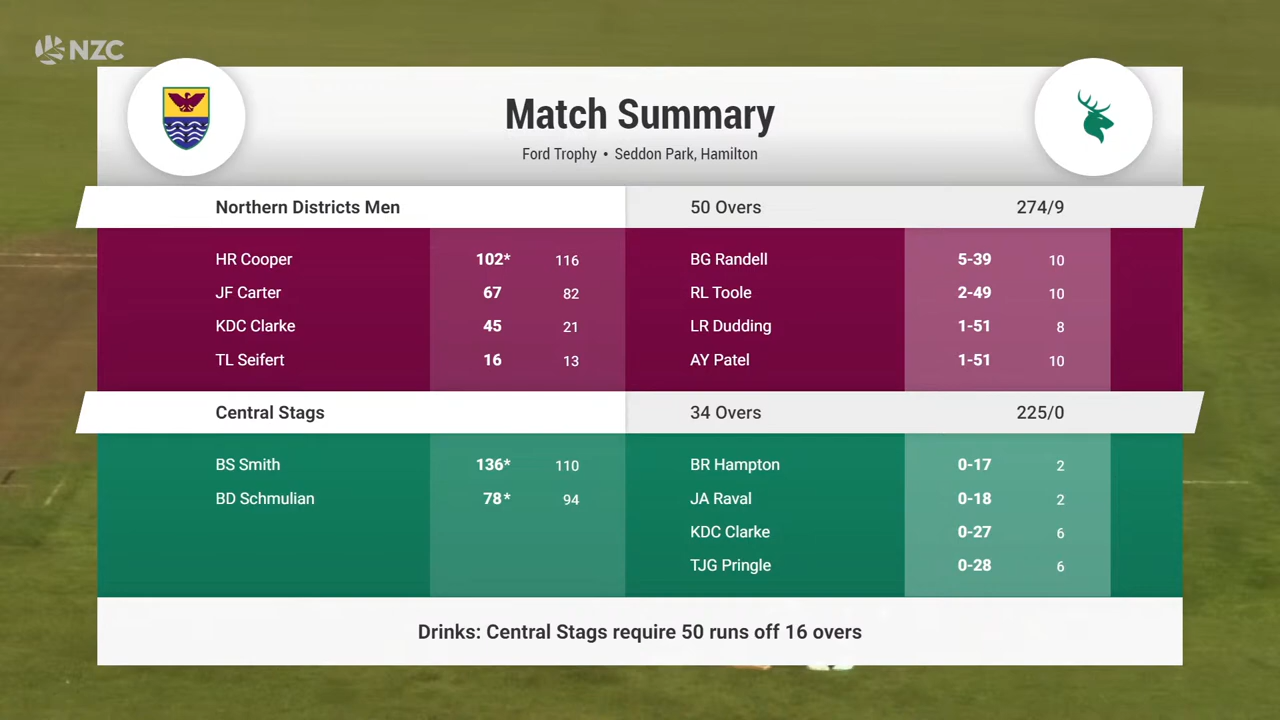 NZC
Match Summary
Ford Trophy • Seddon Park, Hamilton
Northern Districts Men 50 Overs 274/9
HR Cooper 102* 116 BG Randell 5-39 10
JF Carter 67 82 RL Toole 2-49 10
KDC Clarke 45 21 LR Dudding 1-51 8
TL Seifert 16 13 AY Patel 1-51 10
Central Stags 34 Overs 225/0
BS Smith 136* 110 BR Hampton 0-17 2
BD Schmulian 78* 94 JA Raval 0-18 2
KDC Clarke 0-27 6
TJG Pringle 0-28 6
Drinks: Central Stags require 50 runs off 16 overs